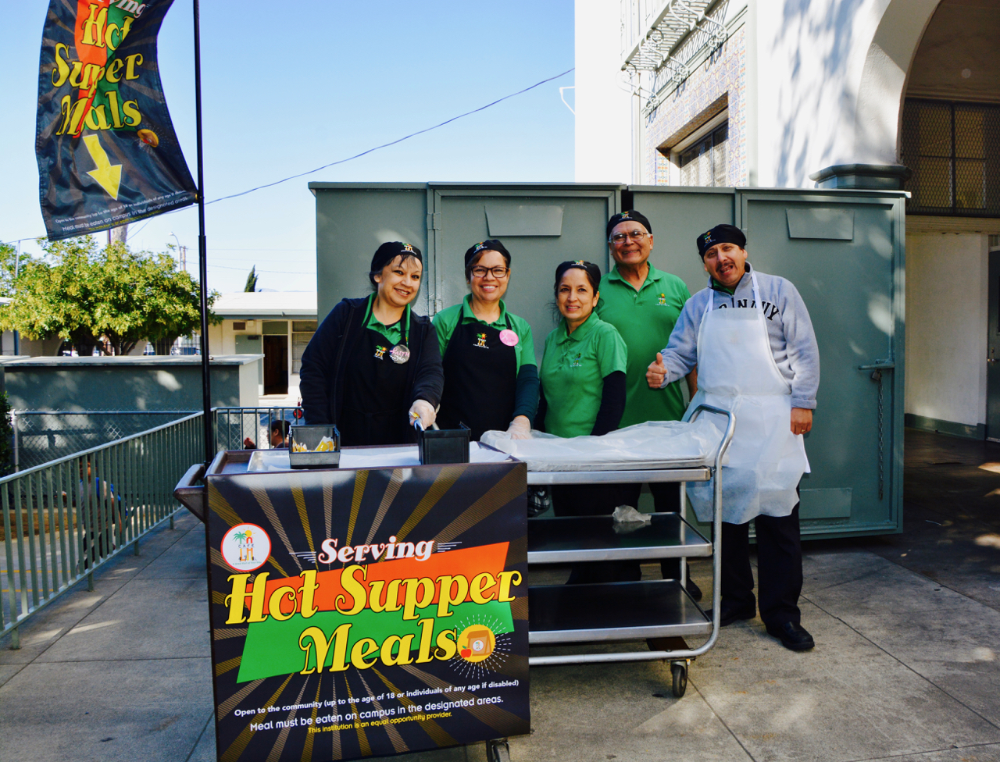 Serving
Hot
Supper
Meals
Open to the community (up to the age of 18 or individuals of any age if disabled)
Meal must be eaten on campus in the designated areas.
CAFE
LA
Serving
Hot Supper
Meals
Open to the community (up to the age of 18 or individuals of any age if disabled)
Meal must be eaten on campus in the designated areas.
This institution is an equal opportunity provider.